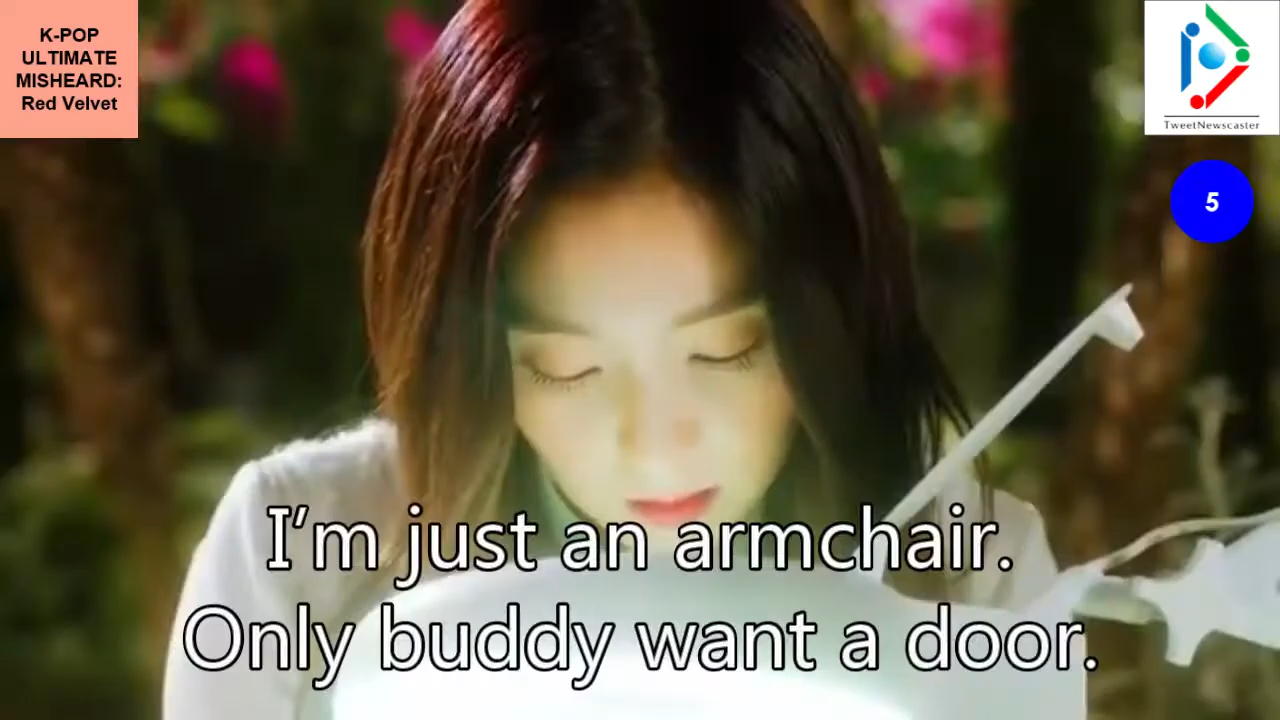 K-POP
ULTIMATE
MISHEARD:
Red Velvet
TweetNewscaster
5
I'm just an armchair.
Only buddy want a door.